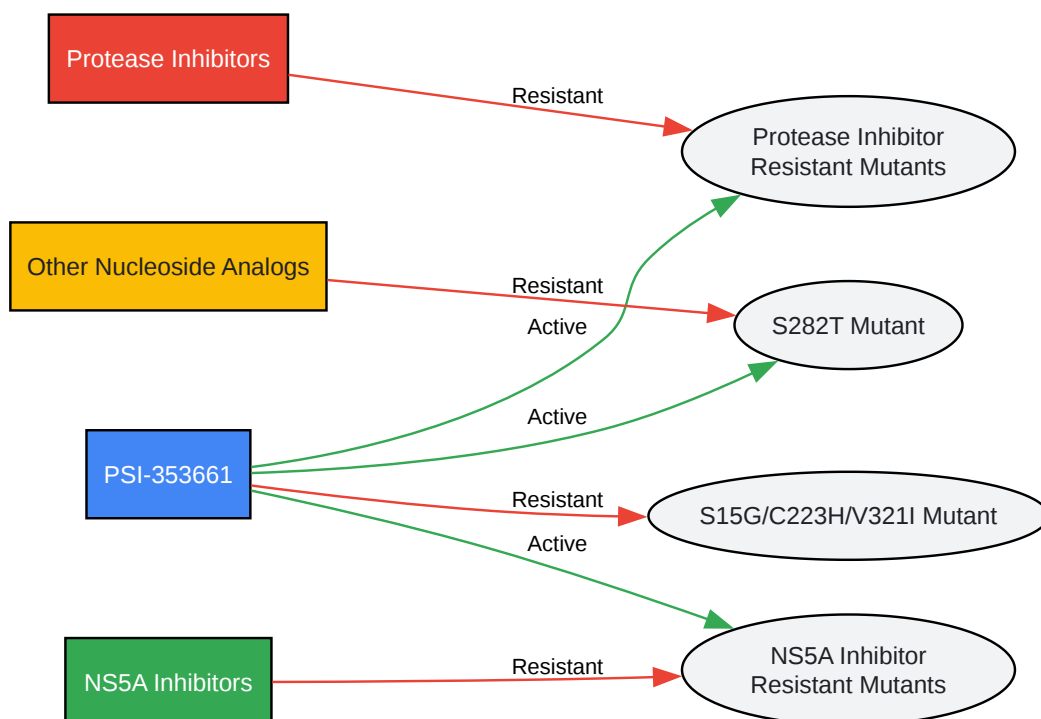 Protease Inhibitors
Resistant
Protease Inhibitor
Resistant Mutants
Other Nucleoside Analogs
Resistant
S282T Mutant
Active
Active
PSI-353661
Resistant
S15G/C223H/V321I Mutant
Active
NS5A Inhibitors
Resistant
NS5A Inhibitor
Resistant Mutants